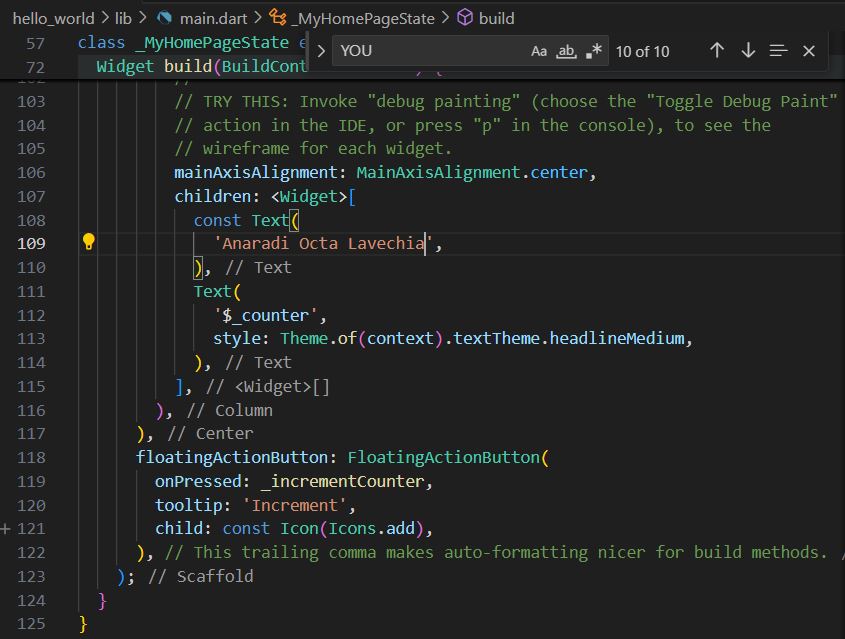 hello_world > lib > main.dart > _MyHomePageState > build
57 class _MyHomePageState e
> YOU Aa ab .* 10 of 10
72 Widget build(BuildCont
103 // TRY THIS: Invoke "debug painting" (choose the "Toggle Debug Paint"
104 // action in the IDE, or press "p" in the console), to see the
105 // wireframe for each widget.
106 mainAxisAlignment: MainAxisAlignment.center,
107 children: <Widget>[
108 const Text(
109 'Anaradi Octa Lavechia',
110 ), // Text
111 Text(
112 '$_counter',
113 style: Theme.of(context).textTheme.headlineMedium,
114 ), // Text
115 ], // <Widget>[]
116 ), // Column
117 ), // Center
118 floatingActionButton: FloatingActionButton(
119 onPressed: _incrementCounter,
120 tooltip: 'Increment',
121 child: const Icon(Icons.add),
122 ), // This trailing comma makes auto-formatting nicer for build methods. /
123 ); // Scaffold
124 }
125 }